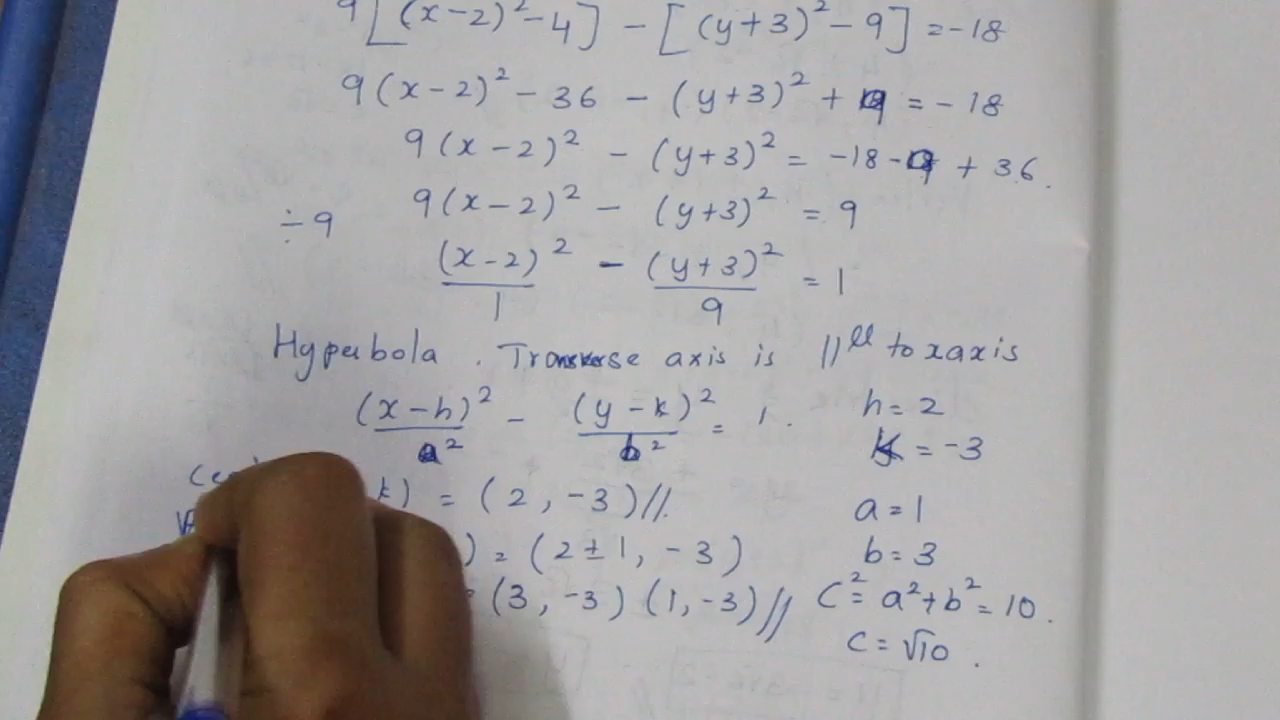 9[(x-2)²-4] - [(y+3)²-9] = -18
9(x-2)² - 36 - (y+3)² + 9 = -18
9(x-2)² - (y+3)² = -18 - 9 + 36.
÷9 9(x-2)² - (y+3)² = 9
(x-2)²/1 - (y+3)²/9 = 1
Hyperbola. Transverse axis is ||ˡˡ to xaxis
(x-h)²/a² - (y-k)²/b² = 1. h = 2
k = -3
k) = (2, -3)// a = 1
) = (2 ± 1, -3) b = 3
= (3, -3) (1, -3)// C² = a²+b² = 10.
c = √10.